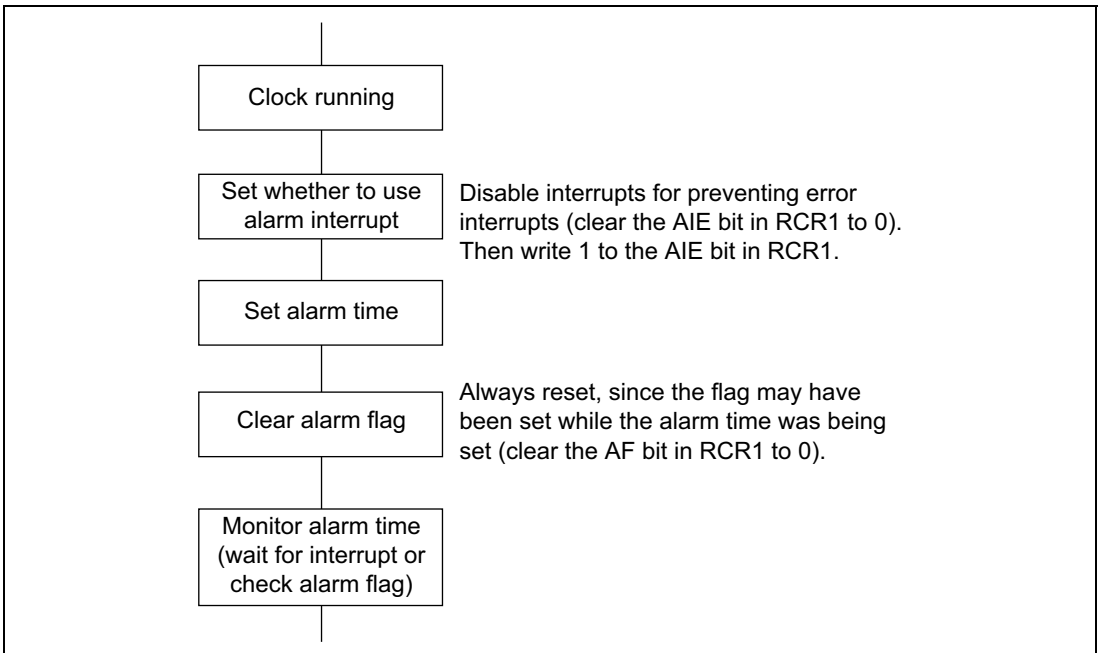 Clock running
Set whether to use
alarm interrupt
Disable interrupts for preventing error
interrupts (clear the AIE bit in RCR1 to 0).
Then write 1 to the AIE bit in RCR1.
Set alarm time
Clear alarm flag
Always reset, since the flag may have
been set while the alarm time was being
set (clear the AF bit in RCR1 to 0).
Monitor alarm time
(wait for interrupt or
check alarm flag)